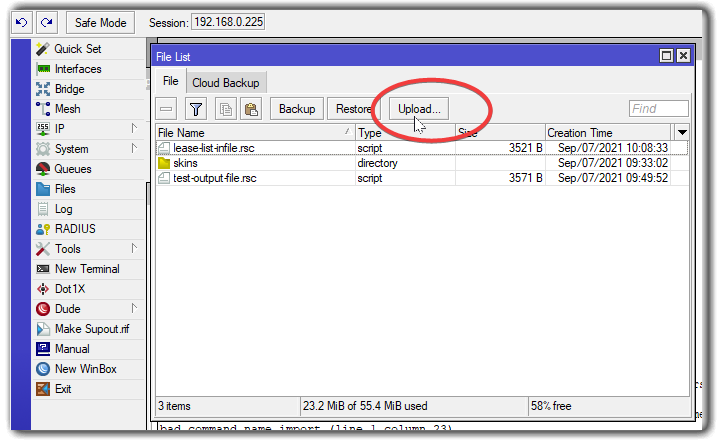 Safe Mode Session: 192.168.0.225
Quick Set
Interfaces
Bridge
Mesh
IP
System
Queues
Files
Log
RADIUS
Tools
New Terminal
Dot1X
Dude
Make Supout.rif
Manual
New WinBox
Exit
File List
File Cloud Backup
Backup Restore Upload... Find
File Name Type Size Creation Time
lease-list-infile.rsc script 3521 B Sep/07/2021 10:08:33
skins directory Sep/07/2021 09:33:02
test-output-file.rsc script 3571 B Sep/07/2021 09:49:52
3 items 23.2 MiB of 55.4 MiB used 58% free
bad command name import (line 1 column 23)